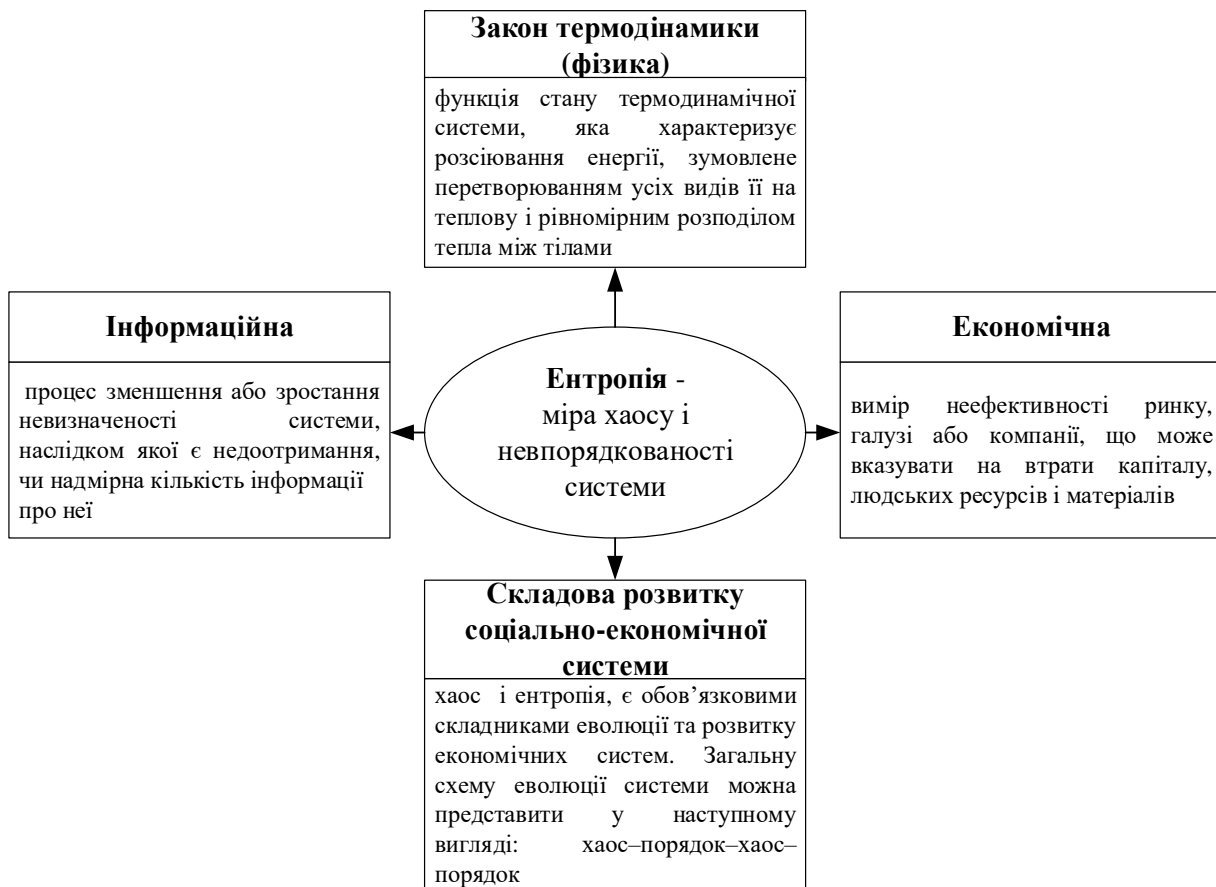 Закон термодінамики
(фізика)
функція стану термодинамічної
системи, яка характеризує
розсіювання енергії, зумовлене
перетворюванням усіх видів її на
теплову і рівномірним розподілом
тепла між тілами
Інформаційна
процес зменшення або зростання
невизначеності системи,
наслідком якої є недоотримання,
чи надмірна кількість інформації
про неї
Ентропія -
міра хаосу і
невпорядкованості
системи
Економічна
вимір неефективності ринку,
галузі або компанії, що може
вказувати на втрати капіталу,
людських ресурсів і матеріалів
Складова розвитку
соціально-економічної
системи
хаос і ентропія, є обов’язковими
складниками еволюції та розвитку
економічних систем. Загальну
схему еволюції системи можна
представити у наступному
вигляді: хаос–порядок–хаос–
порядок